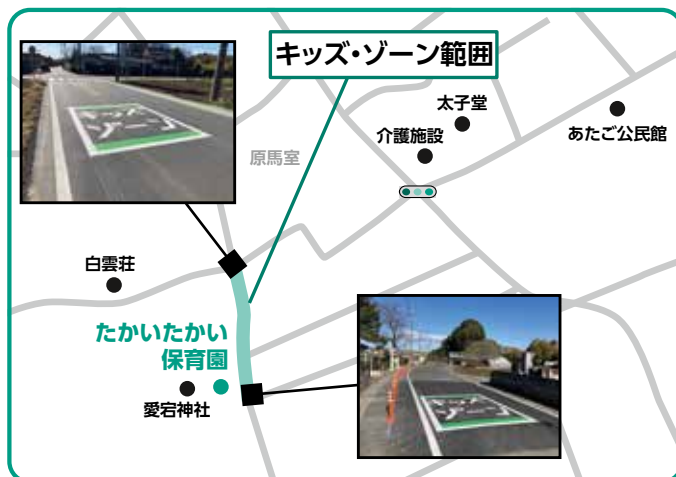 キッズ・ゾーン範囲
キッズ
ゾーン
原馬室
太子堂
介護施設
あたご公民館
白雲荘
たかいたかい
保育園
愛宕神社
キッズ
ゾーン